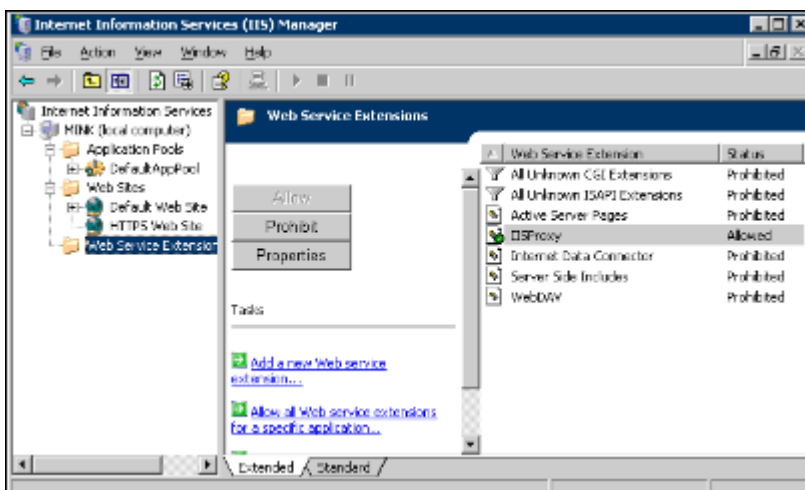 Internet Information Services (IIS) Manager
File Action View Window Help
Internet Information Services
MINK (local computer)
Application Pools
DefaultAppPool
Web Sites
Default Web Site
HTTPS Web Site
Web Service Extension
Web Service Extensions
Allow
Prohibit
Properties
Tasks
Add a new Web service
extension...
Allow all Web service extensions
for a specific application...
Extended Standard
Web Service Extension Status
All Unknown CGI Extensions Prohibited
All Unknown ISAPI Extensions Prohibited
Active Server Pages Prohibited
IISProxy Allowed
Internet Data Connector Prohibited
Server Side Includes Prohibited
WebDAV Prohibited